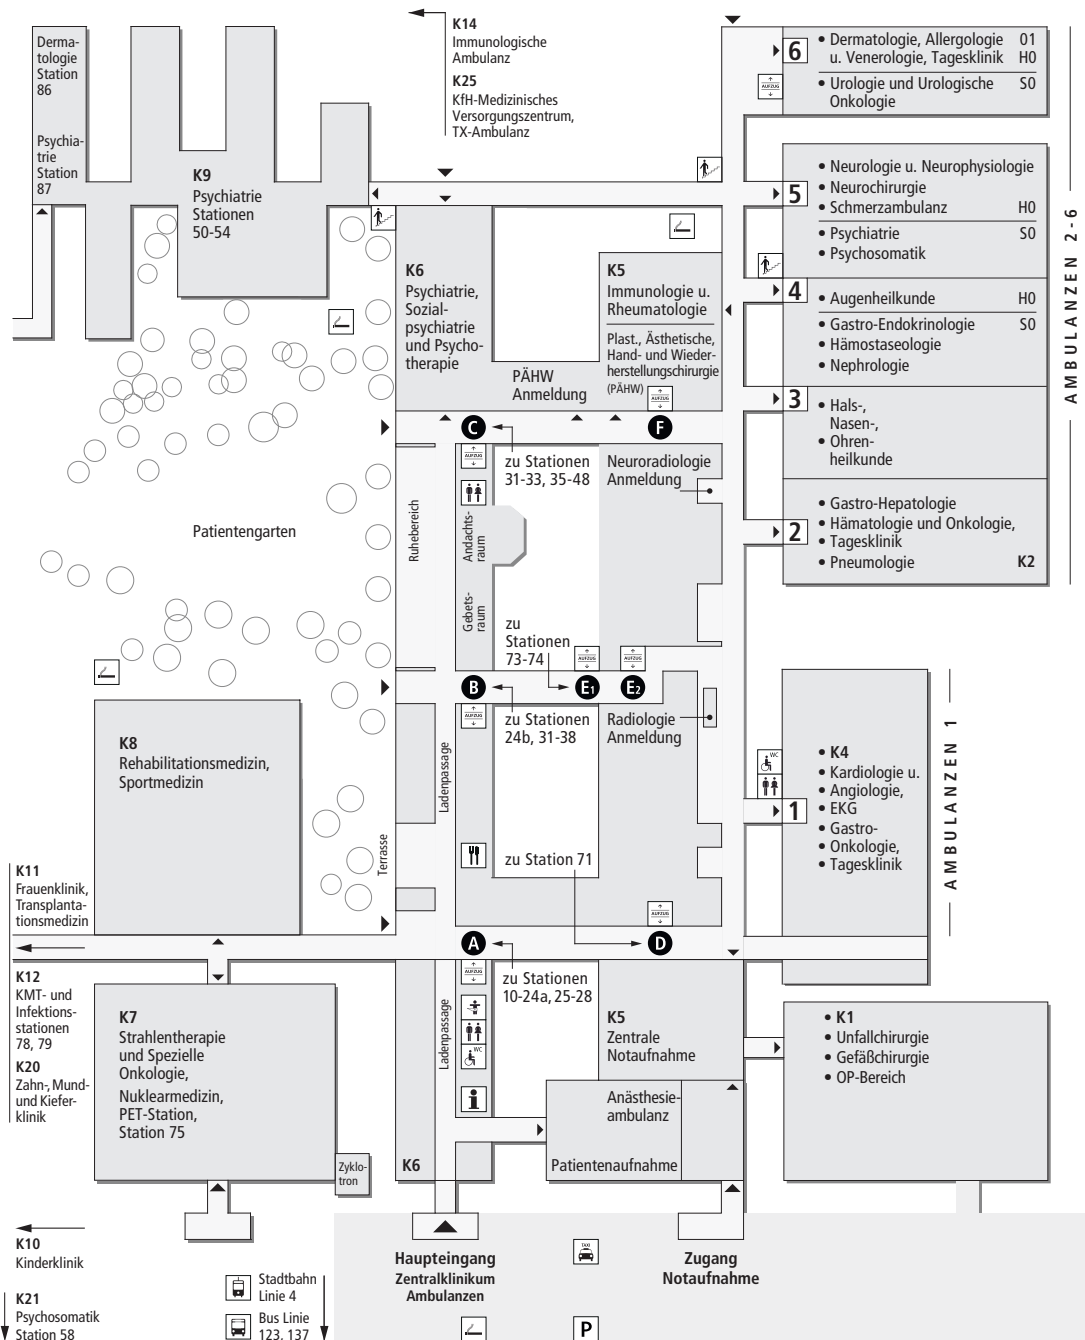 K14
Immunologische
Ambulanz
K25
KfH-Medizinisches
Versorgungszentrum,
TX-Ambulanz
Derma-
tologie
Station
86
Psychia-
trie
Station
87
K9
Psychiatrie
Stationen
50-54
6
• Dermatologie, Allergologie 01
u. Venerologie, Tagesklinik H0
• Urologie und Urologische S0
Onkologie
AUFZUG
5
• Neurologie u. Neurophysiologie
• Neurochirurgie
• Schmerzambulanz H0
• Psychiatrie S0
• Psychosomatik
4
• Augenheilkunde H0
• Gastro-Endokrinologie S0
• Hämostaseologie
• Nephrologie
3
• Hals-,
Nasen-,
• Ohren-
heilkunde
2
• Gastro-Hepatologie
• Hämatologie und Onkologie,
• Tagesklinik
• Pneumologie K2
AMBULANZEN 2-6
K6
Psychiatrie,
Sozial-
psychiatrie
und Psycho-
therapie
K5
Immunologie u.
Rheumatologie
Plast., Ästhetische,
Hand- und Wieder-
herstellungschirurgie
(PÄHW)
PÄHW
Anmeldung
AUFZUG
C
F
AUFZUG
zu Stationen
31-33, 35-48
Neuroradiologie
Anmeldung
Patientengarten
Ruhebereich
Andachts-
raum
Gebets-
raum
zu
Stationen
73-74
AUFZUG
AUFZUG
B
E1
E2
AUFZUG
zu Stationen
24b, 31-38
Radiologie
Anmeldung
K8
Rehabilitationsmedizin,
Sportmedizin
Ladenpassage
Terrasse
WC
1
• K4
• Kardiologie u.
• Angiologie,
• EKG
• Gastro-
• Onkologie,
• Tagesklinik
AMBULANZEN 1
zu Station 71
AUFZUG
K11
Frauenklinik,
Transplanta-
tionsmedizin
A
D
AUFZUG
zu Stationen
10-24a, 25-28
K12
KMT- und
Infektions-
stationen
78, 79
K20
Zahn-, Mund-
und Kiefer-
klinik
K7
Strahlentherapie
und Spezielle
Onkologie,
Nuklearmedizin,
PET-Station,
Station 75
Zyklo-
tron
Ladenpassage
WC
i
K6
K5
Zentrale
Notaufnahme
Anästhesie-
ambulanz
Patientenaufnahme
• K1
• Unfallchirurgie
• Gefäßchirurgie
• OP-Bereich
K10
Kinderklinik
K21
Psychosomatik
Station 58
Stadtbahn
Linie 4
Bus Linie
123, 137
Haupteingang
Zentralklinikum
Ambulanzen
TAXI
P
Zugang
Notaufnahme